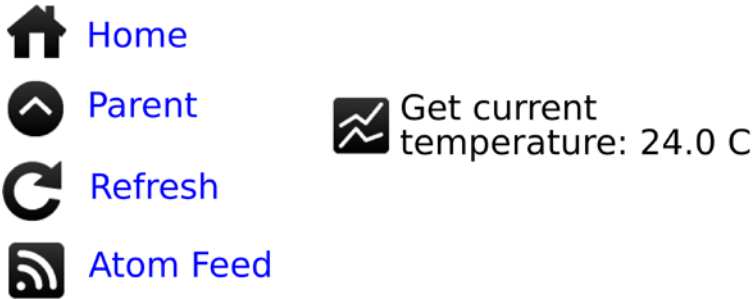 Home
Parent
Refresh
Atom Feed
Get current
temperature: 24.0 C